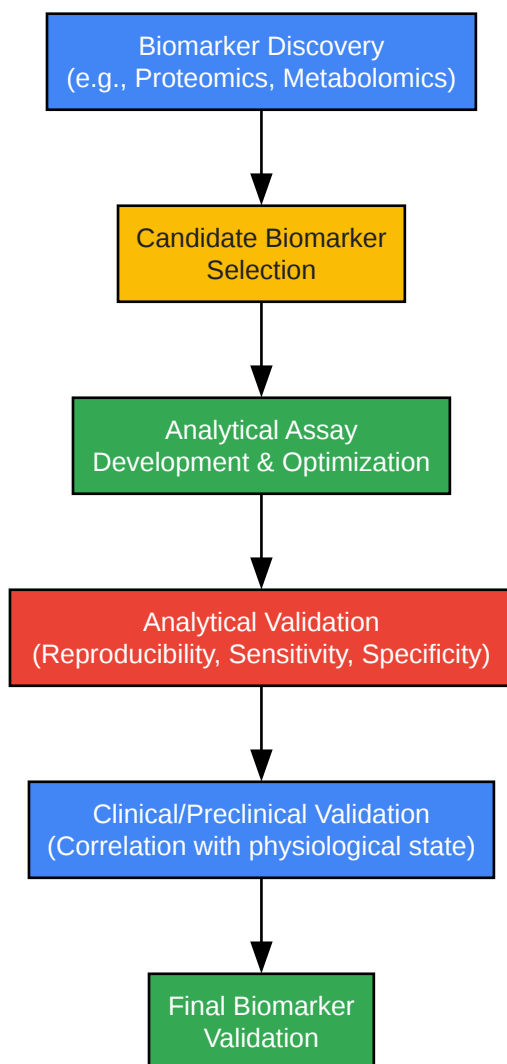 Biomarker Discovery
(e.g., Proteomics, Metabolomics)
Candidate Biomarker
Selection
Analytical Assay
Development & Optimization
Analytical Validation
(Reproducibility, Sensitivity, Specificity)
Clinical/Preclinical Validation
(Correlation with physiological state)
Final Biomarker
Validation